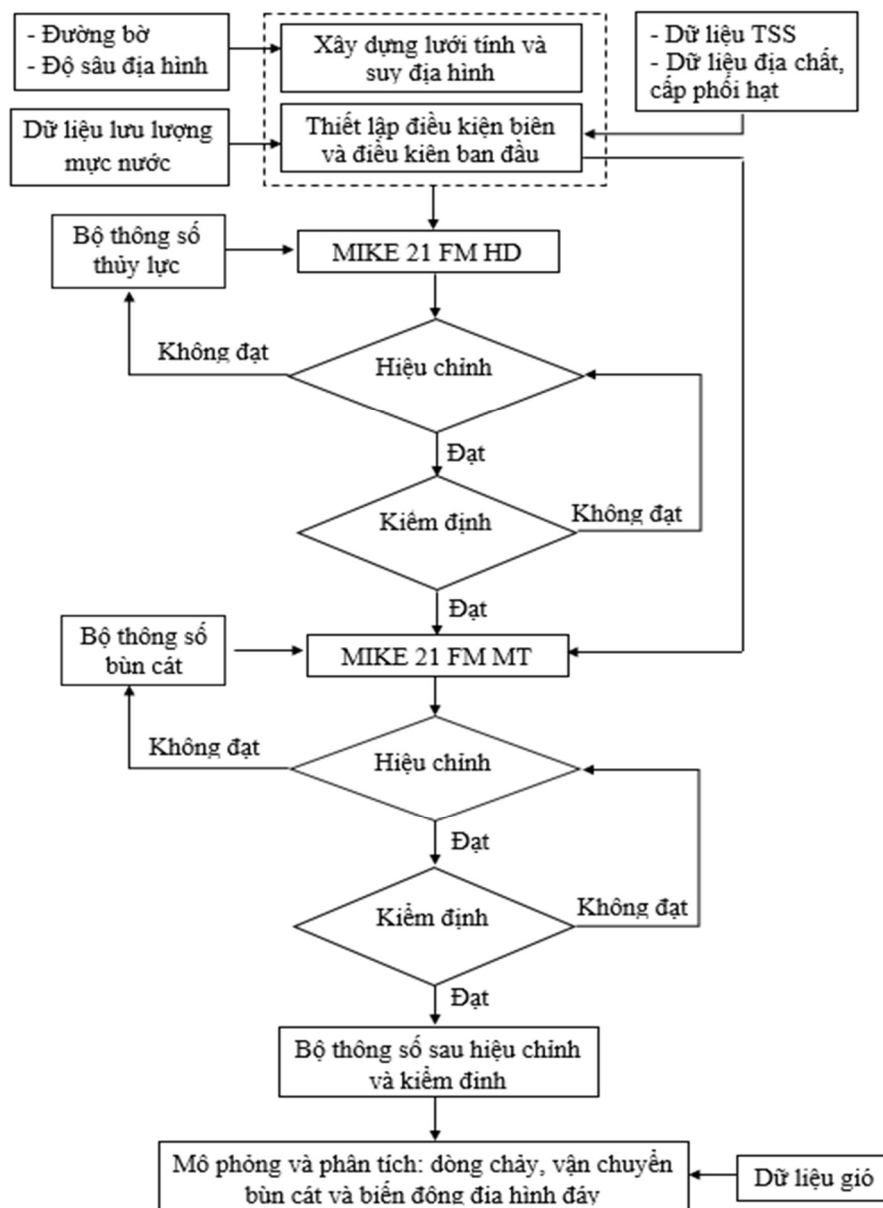 - Đường bờ
- Độ sâu địa hình
Xây dựng lưới tính và
suy địa hình
- Dữ liệu TSS
- Dữ liệu địa chất,
cấp phối hạt
Dữ liệu lưu lượng
mực nước
Thiết lập điều kiện biên
và điều kiên ban đầu
Bộ thông số
thủy lực
MIKE 21 FM HD
Không đạt
Hiệu chỉnh
Đạt
Kiểm định
Không đạt
Đạt
Bộ thông số
bùn cát
MIKE 21 FM MT
Không đạt
Hiệu chỉnh
Đạt
Kiểm định
Không đạt
Đạt
Bộ thông số sau hiệu chỉnh
và kiểm định
Mô phỏng và phân tích: dòng chảy, vận chuyển
bùn cát và biến động địa hình đáy
Dữ liệu gió